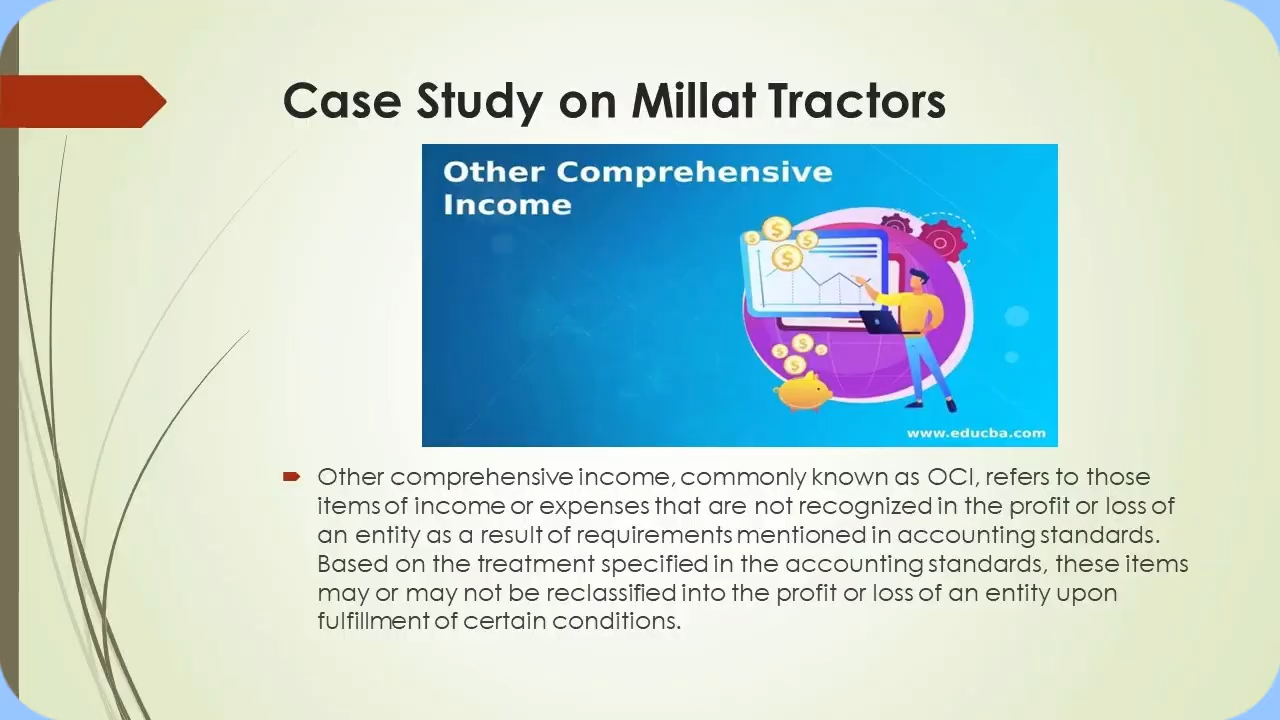 Case Study on Millat Tractors
Other Comprehensive
Income
www.educba.com
Other comprehensive income, commonly known as OCI, refers to those
items of income or expenses that are not recognized in the profit or loss of
an entity as a result of requirements mentioned in accounting standards.
Based on the treatment specified in the accounting standards, these items
may or may not be reclassified into the profit or loss of an entity upon
fulfillment of certain conditions.